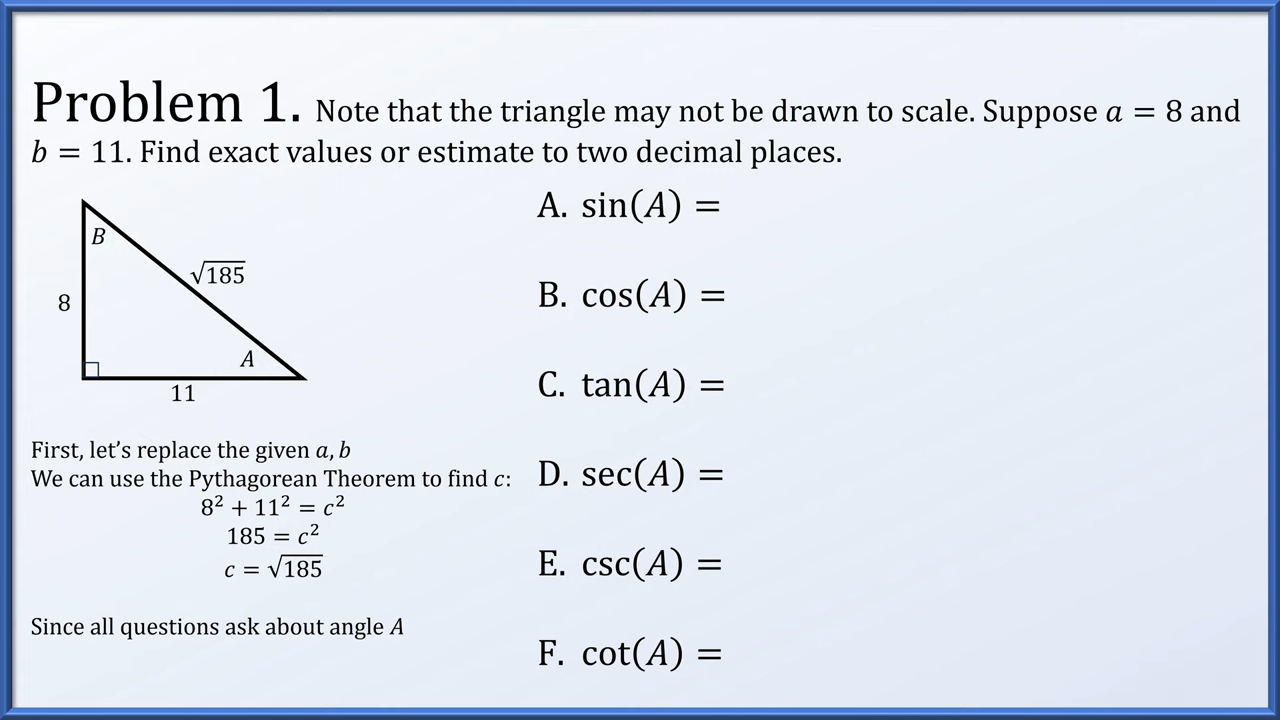 Problem 1. Note that the triangle may not be drawn to scale. Suppose a = 8 and
b = 11. Find exact values or estimate to two decimal places.
B
√185
8
A
11
First, let's replace the given a, b
We can use the Pythagorean Theorem to find c:
8² + 11² = c²
185 = c²
c = √185
Since all questions ask about angle A
A. sin(A) =
B. cos(A) =
C. tan(A) =
D. sec(A) =
E. csc(A) =
F. cot(A) =